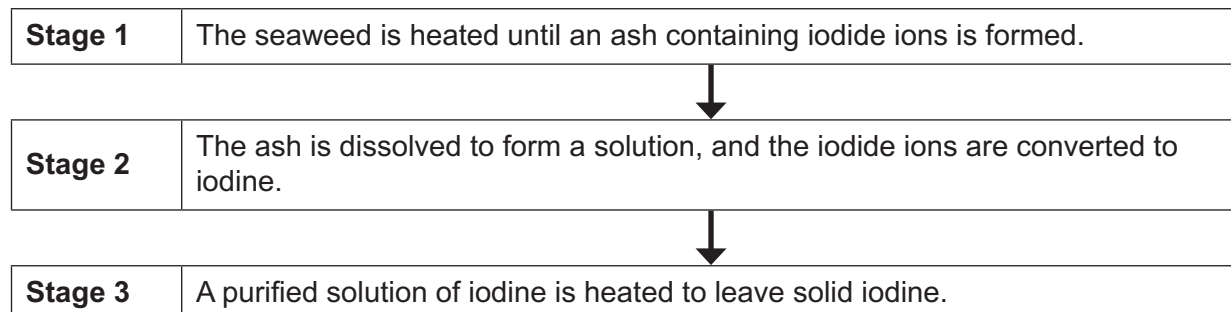 Stage 1 The seaweed is heated until an ash containing iodide ions is formed.
Stage 2 The ash is dissolved to form a solution, and the iodide ions are converted to
iodine.
Stage 3 A purified solution of iodine is heated to leave solid iodine.